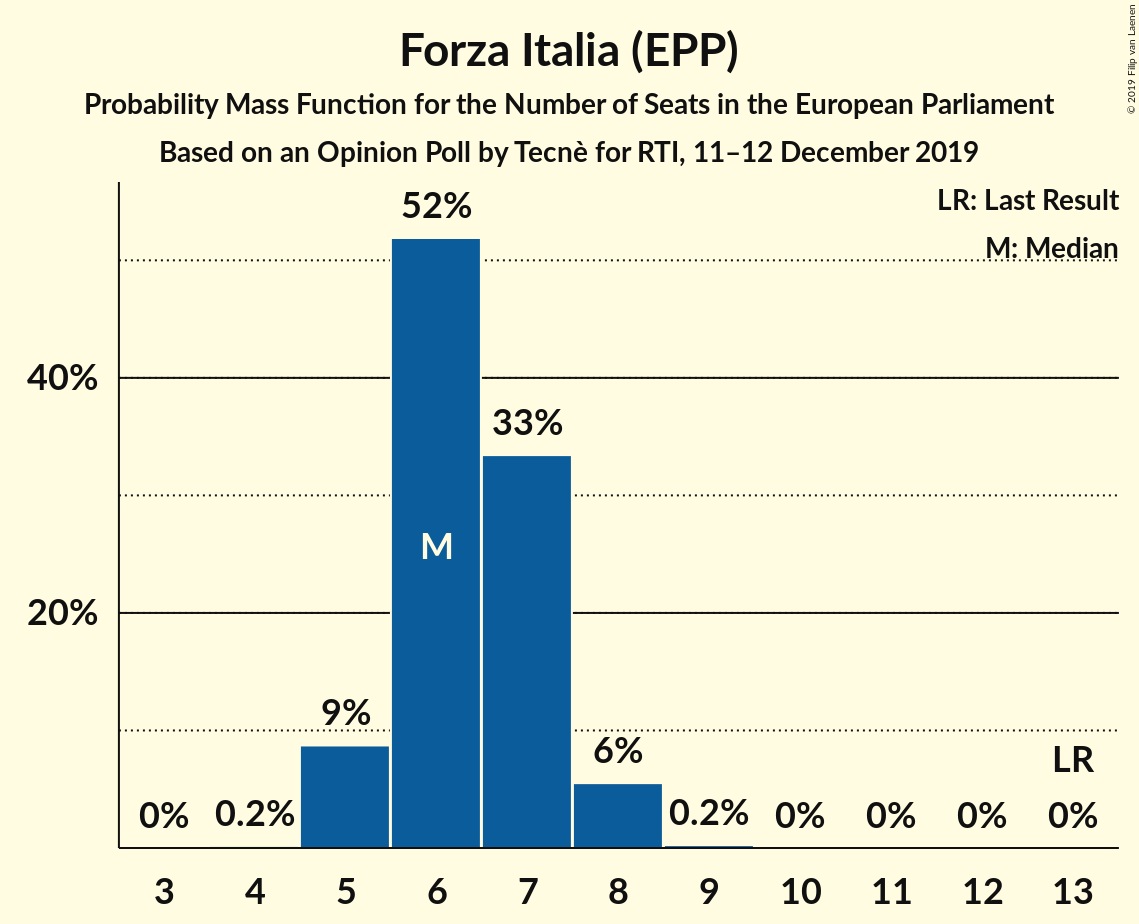 Forza Italia (EPP)
Probability Mass Function for the Number of Seats in the European Parliament
Based on an Opinion Poll by Tecnè for RTI, 11–12 December 2019
© 2019 Filip van Laenen
LR: Last Result
M: Median
52%
40%
33%
M
20%
9%
6%
LR
0% 0.2% 0.2% 0% 0% 0% 0%
3 4 5 6 7 8 9 10 11 12 13